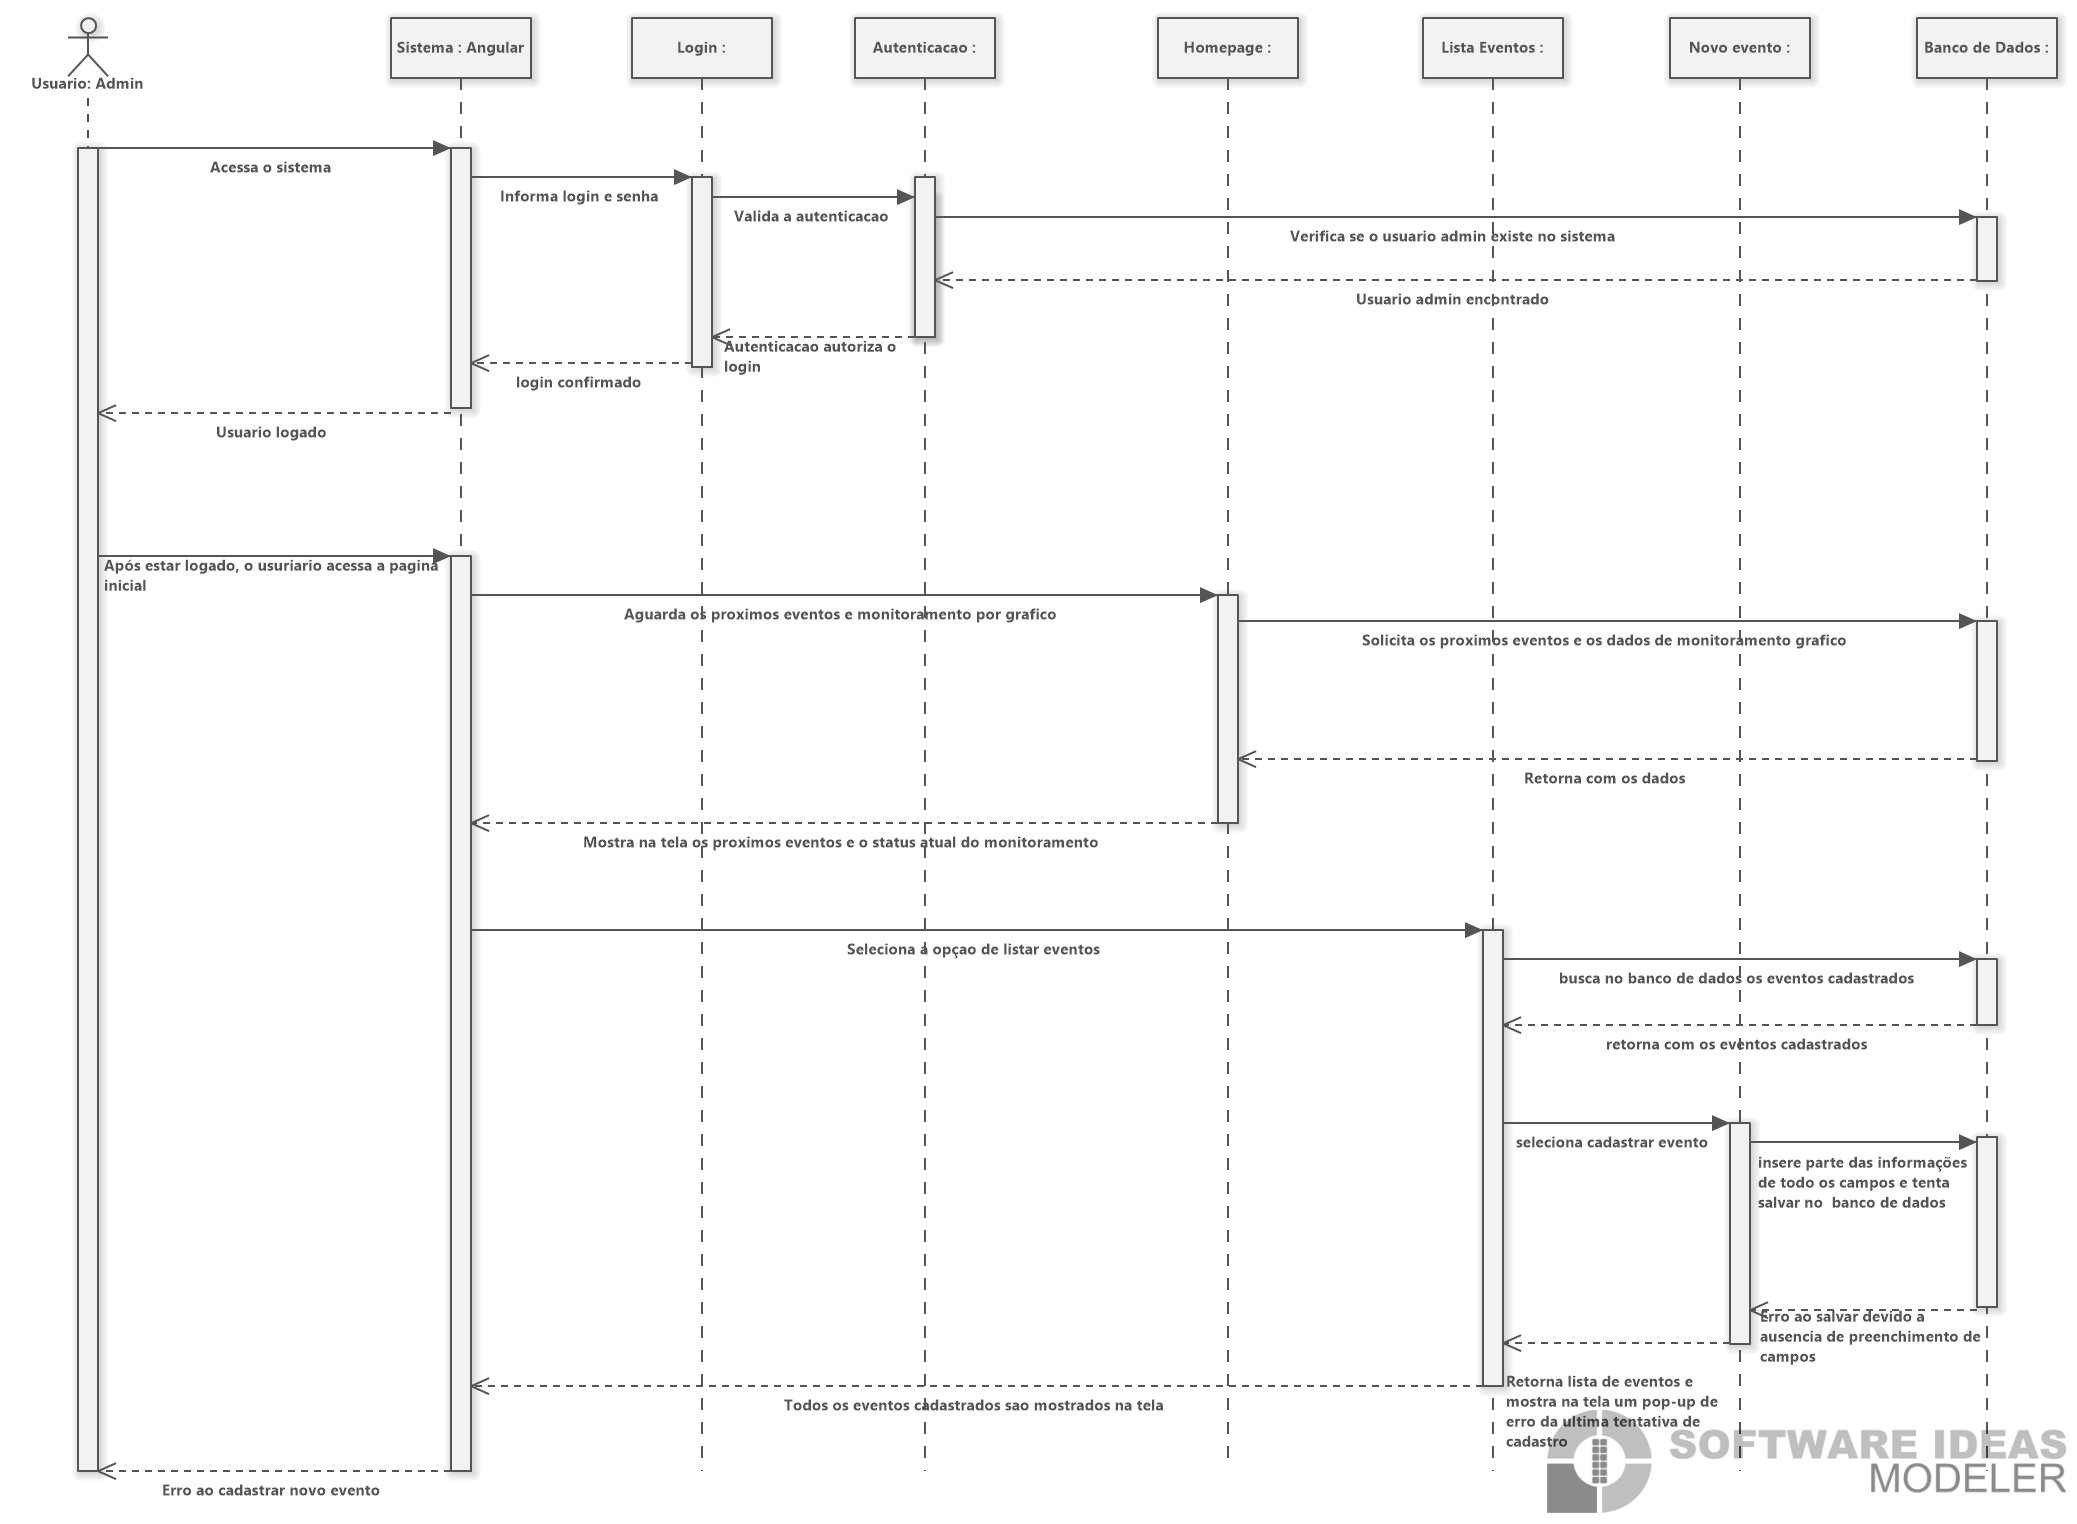 Usuario: Admin
Sistema : Angular
Login :
Autenticacao :
Homepage :
Lista Eventos :
Novo evento :
Banco de Dados :
Acessa o sistema
Informa login e senha
Valida a autenticacao
Verifica se o usuario admin existe no sistema
Usuario admin encontrado
Autenticacao autoriza o
login
login confirmado
Usuario logado
Após estar logado, o usuriario acessa a pagina
inicial
Aguarda os proximos eventos e monitoramento por grafico
Solicita os proximos eventos e os dados de monitoramento grafico
Retorna com os dados
Mostra na tela os proximos eventos e o status atual do monitoramento
Seleciona a opçao de listar eventos
busca no banco de dados os eventos cadastrados
retorna com os eventos cadastrados
seleciona cadastrar evento
insere parte das informações
de todo os campos e tenta
salvar no  banco de dados
Erro ao salvar devido a
ausencia de preenchimento de
campos
Retorna lista de eventos e
mostra na tela um pop-up de
erro da ultima tentativa de
cadastro
Todos os eventos cadastrados sao mostrados na tela
Erro ao cadastrar novo evento
SOFTWARE IDEAS
MODELER